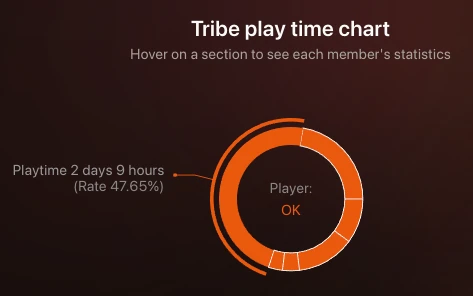 Tribe play time chart
Hover on a section to see each member's statistics
Playtime 2 days 9 hours
(Rate 47.65%)
Player:
OK